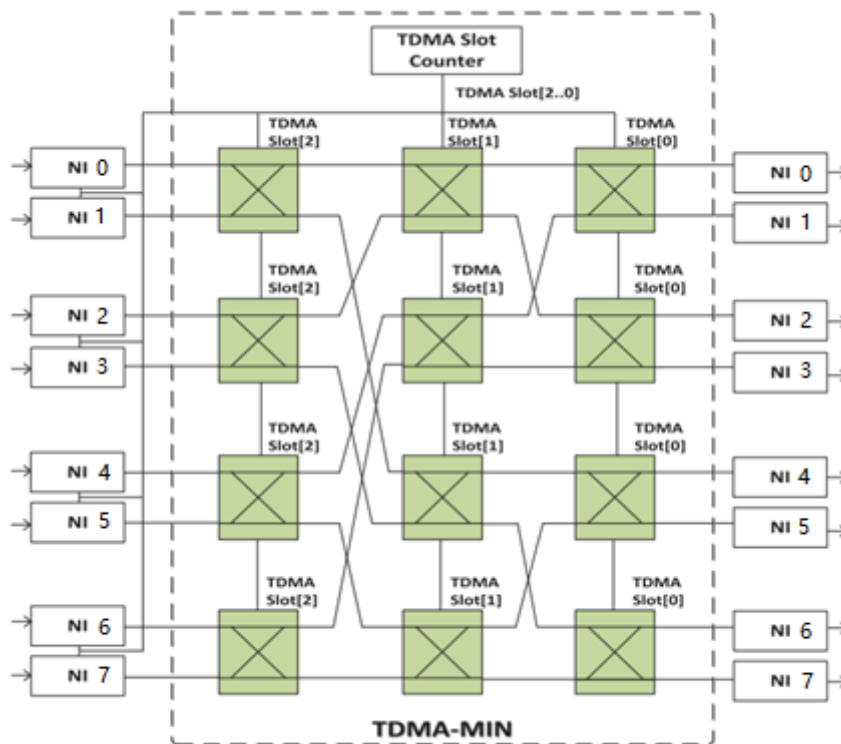 TDMA Slot
Counter
TDMA Slot[2..0]
TDMA
Slot[2]
TDMA
Slot[1]
TDMA
Slot[0]
NI 0
NI 0
NI 1
NI 1
TDMA
Slot[2]
TDMA
Slot[1]
TDMA
Slot[0]
NI 2
NI 2
NI 3
NI 3
TDMA
Slot[2]
TDMA
Slot[1]
TDMA
Slot[0]
NI 4
NI 4
NI 5
NI 5
TDMA
Slot[2]
TDMA
Slot[1]
TDMA
Slot[0]
NI 6
NI 6
NI 7
NI 7
TDMA-MIN